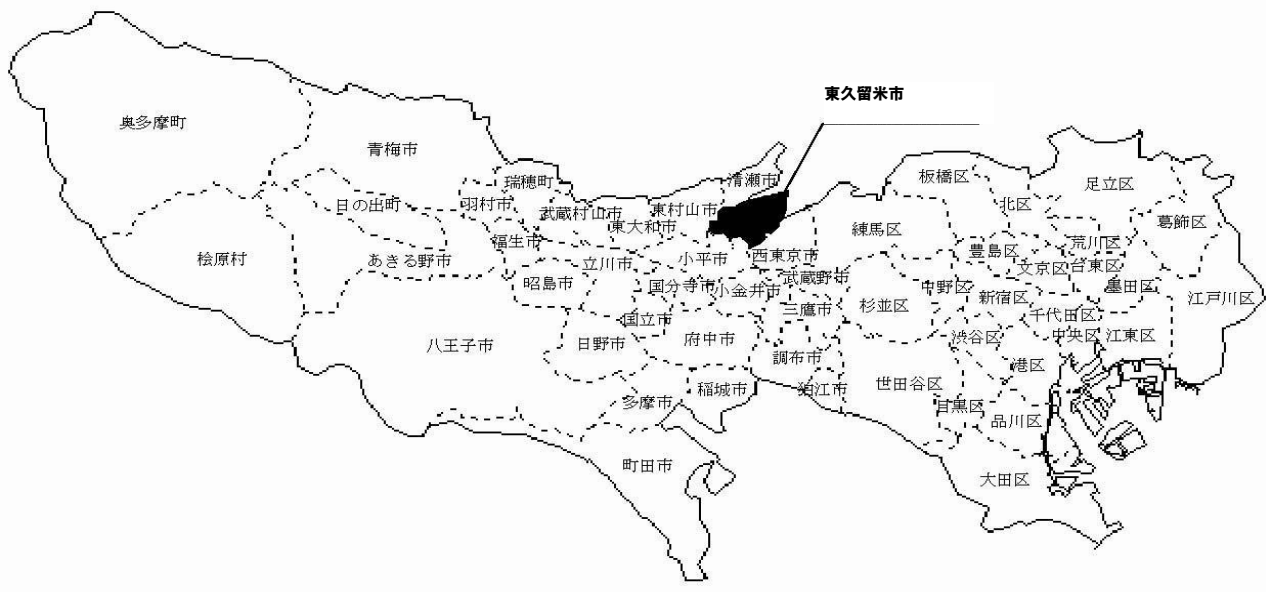 東久留米市
奥多摩町
青梅市
瑞穂町
清瀬市
板橋区
足立区
日の出町
羽村市
武蔵村山市
東村山市
北区
葛飾区
東大和市
福生市
練馬区
豊島区
荒川区
桧原村
あきる野市
立川市
小平市
西東京市
文京区
台東区
昭島市
国分寺市
小金井市
武蔵野市
中野区
新宿区
墨田区
江戸川区
三鷹市
杉並区
千代田区
国立市
八王子市
日野市
府中市
渋谷区
中央区
江東区
調布市
港区
多摩市
稲城市
狛江市
世田谷区
目黒区
品川区
町田市
大田区